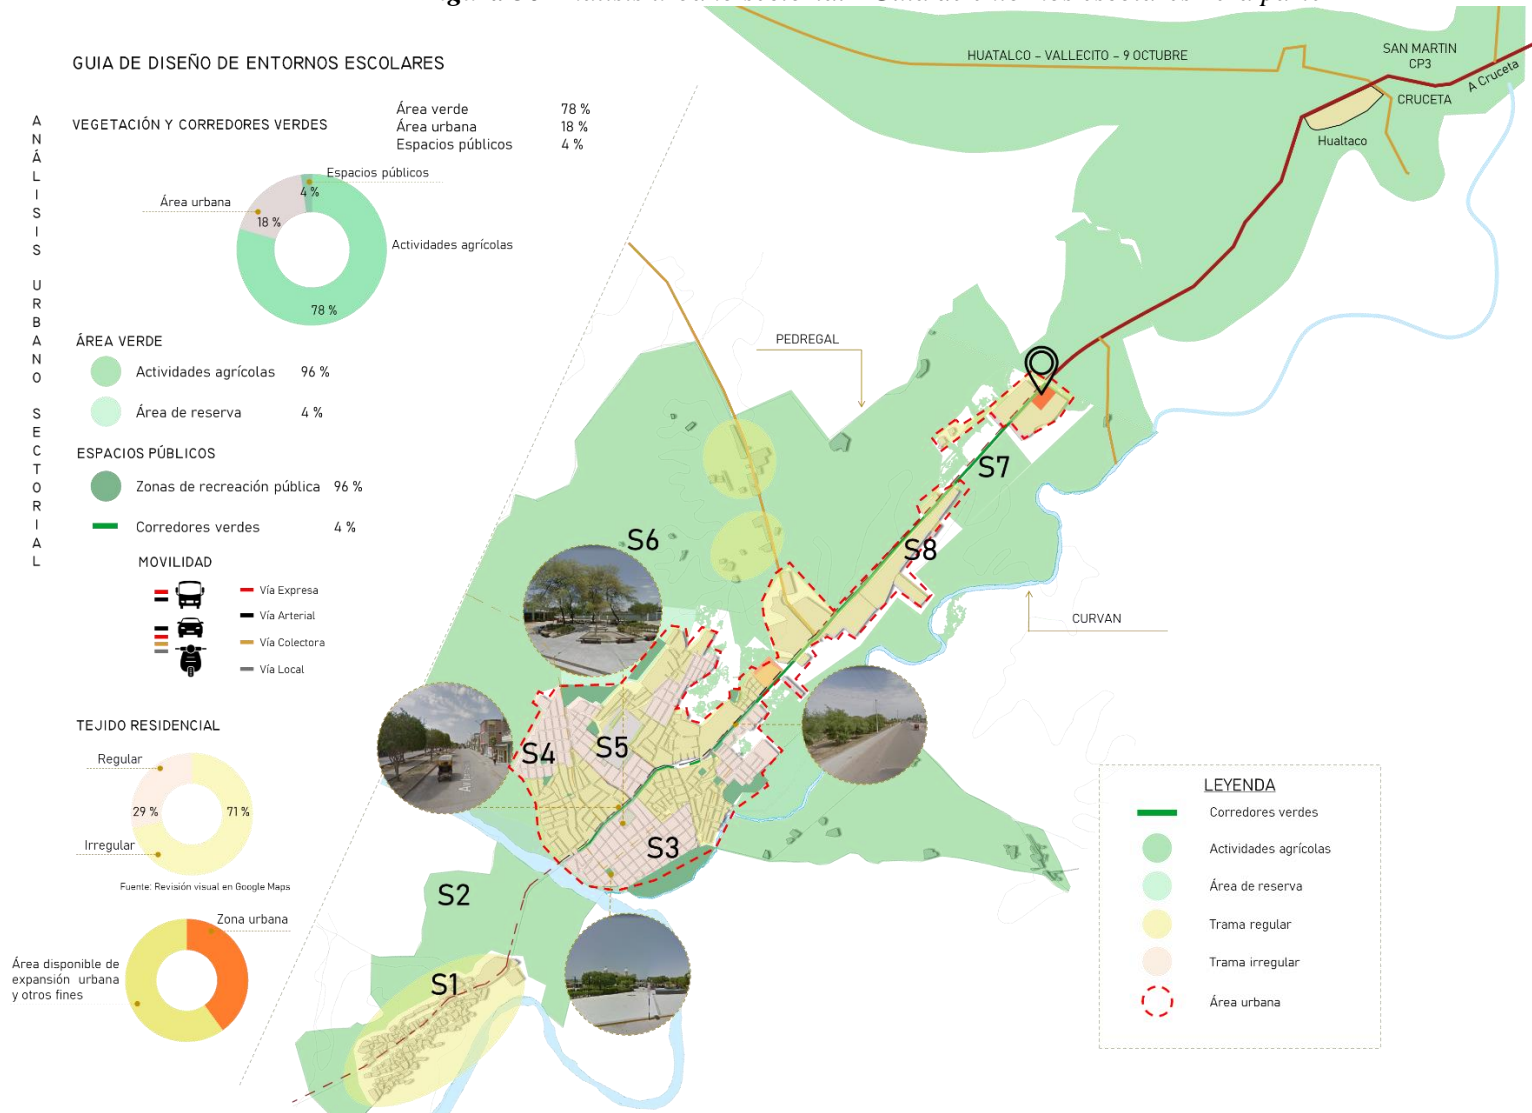 GUIA DE DISEÑO DE ENTORNOS ESCOLARES
ANÁLISIS URBANO SECTORIAL
VEGETACIÓN Y CORREDORES VERDES
Área verde 78 %
Área urbana 18 %
Espacios públicos 4 %
Espacios públicos
4 %
Área urbana
18 %
Actividades agrícolas
78 %
ÁREA VERDE
Actividades agrícolas 96 %
Área de reserva 4 %
ESPACIOS PÚBLICOS
Zonas de recreación pública 96 %
Corredores verdes 4 %
MOVILIDAD
Vía Expresa
Vía Arterial
Vía Colectora
Vía Local
TEJIDO RESIDENCIAL
Regular
29 %
71 %
Irregular
Fuente: Revisión visual en Google Maps
Zona urbana
Área disponible de
expansión urbana
y otros fines
HUATALCO – VALLECITO – 9 OCTUBRE
SAN MARTIN
CP3
A Cruceta
CRUCETA
Hualtaco
PEDREGAL
S7
S8
S6
CURVAN
S4
S5
S3
S2
S1
LEYENDA
Corredores verdes
Actividades agrícolas
Área de reserva
Trama regular
Trama irregular
Área urbana